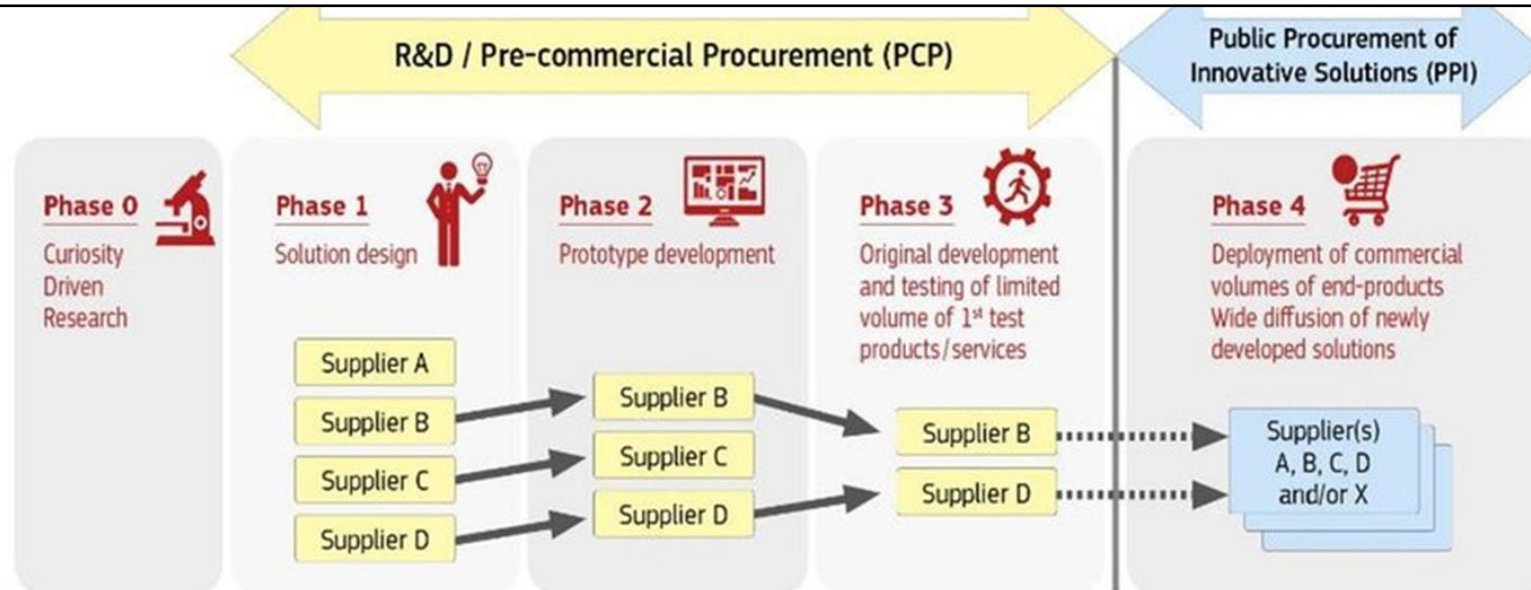 R&D / Pre-commercial Procurement (PCP)
Public Procurement of
Innovative Solutions (PPI)
Phase 0
Curiosity
Driven
Research
Phase 1
Solution design
Supplier A
Supplier B
Supplier C
Supplier D
Phase 2
Prototype development
Supplier B
Supplier C
Supplier D
Phase 3
Original development
and testing of limited
volume of 1st test
products/services
Supplier B
Supplier D
Phase 4
Deployment of commercial
volumes of end-products
Wide diffusion of newly
developed solutions
Supplier(s)
A, B, C, D
and/or X